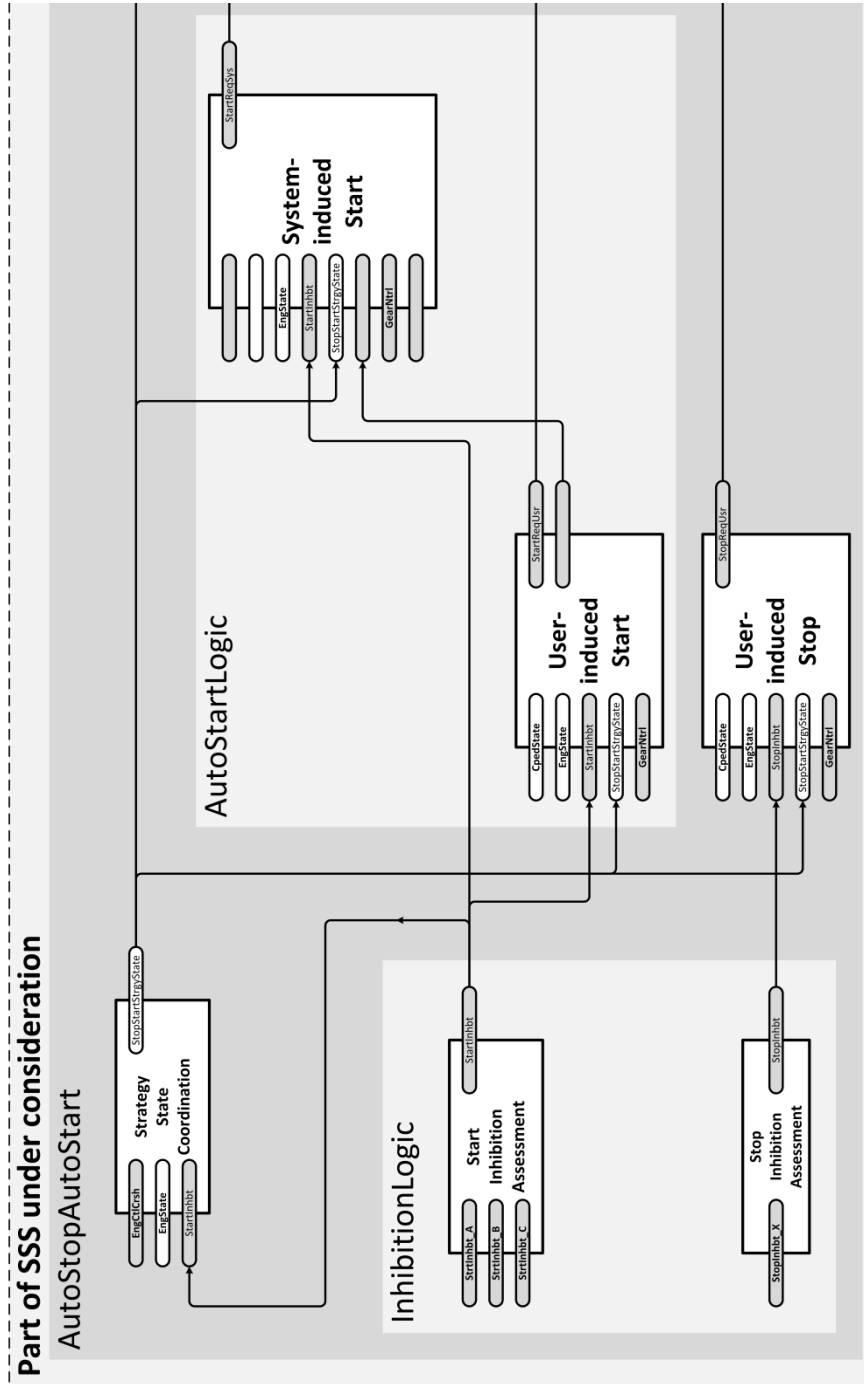 Part of SSS under consideration
AutoStopAutoStart
EngCtlCrsh
EngState
StartInhbt
Strategy
State
Coordination
StopStartStrgyState
InhibitionLogic
StrtInhbt_A
StrtInhbt_B
StrtInhbt_C
Start
Inhibition
Assessment
StartInhbt
StopInhbt_X
Stop
Inhibition
Assessment
StopInhbt
AutoStartLogic
CpedState
EngState
StartInhbt
StopStartStrgyState
GearNtrl
User-
induced
Start
StartReqUsr
CpedState
EngState
StopInhbt
StopStartStrgyState
GearNtrl
User-
induced
Stop
StopReqUsr
EngState
StartInhbt
StopStartStrgyState
GearNtrl
System-
induced
Start
StartReqSys